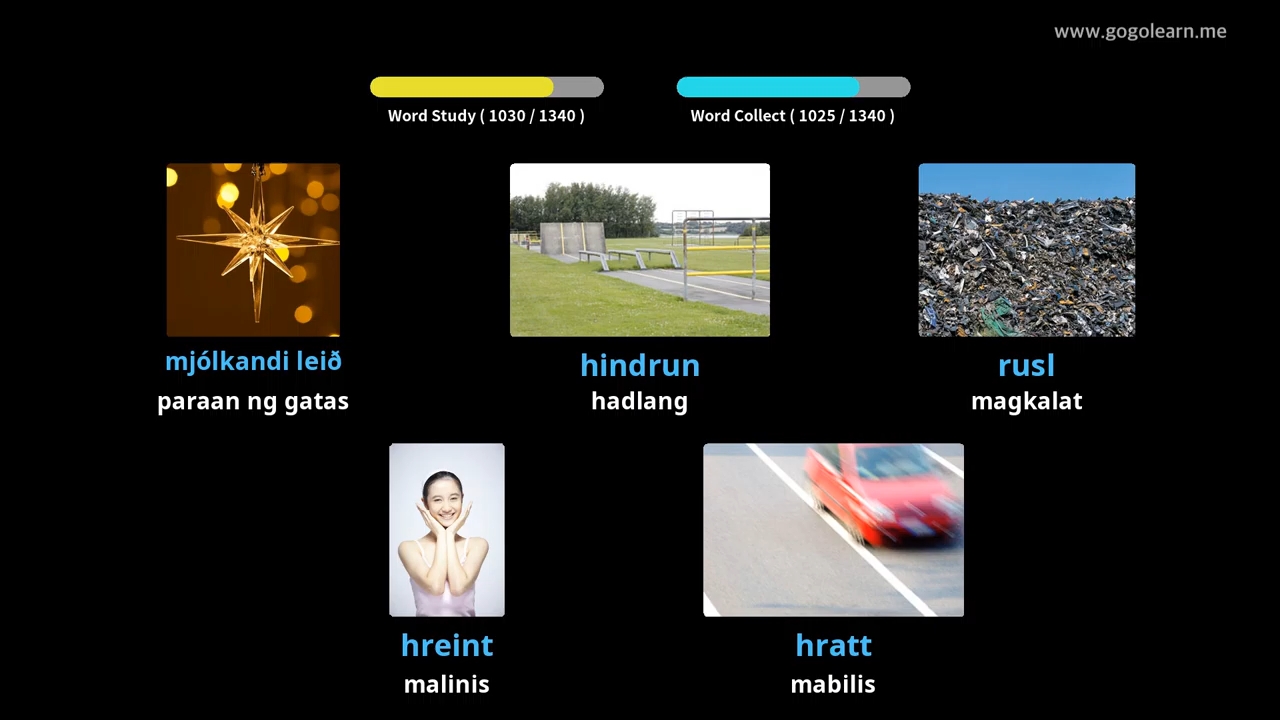 www.gogolearn.me
Word Study ( 1030 / 1340 )
Word Collect ( 1025 / 1340 )
mjólkandi leið
paraan ng gatas
hindrun
hadlang
rusl
magkalat
hreint
malinis
hratt
mabilis